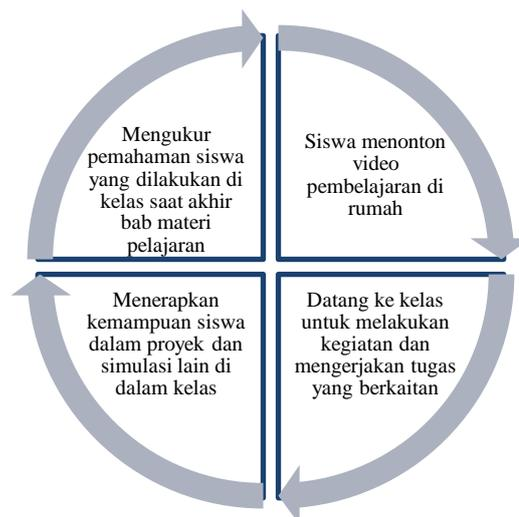 Mengukur
pemahaman siswa
yang dilakukan di
kelas saat akhir
bab materi
pelajaran
Siswa menonton
video
pembelajaran di
rumah
Menerapkan
kemampuan siswa
dalam proyek dan
simulasi lain di
dalam kelas
Datang ke kelas
untuk melakukan
kegiatan dan
mengerjakan tugas
yang berkaitan